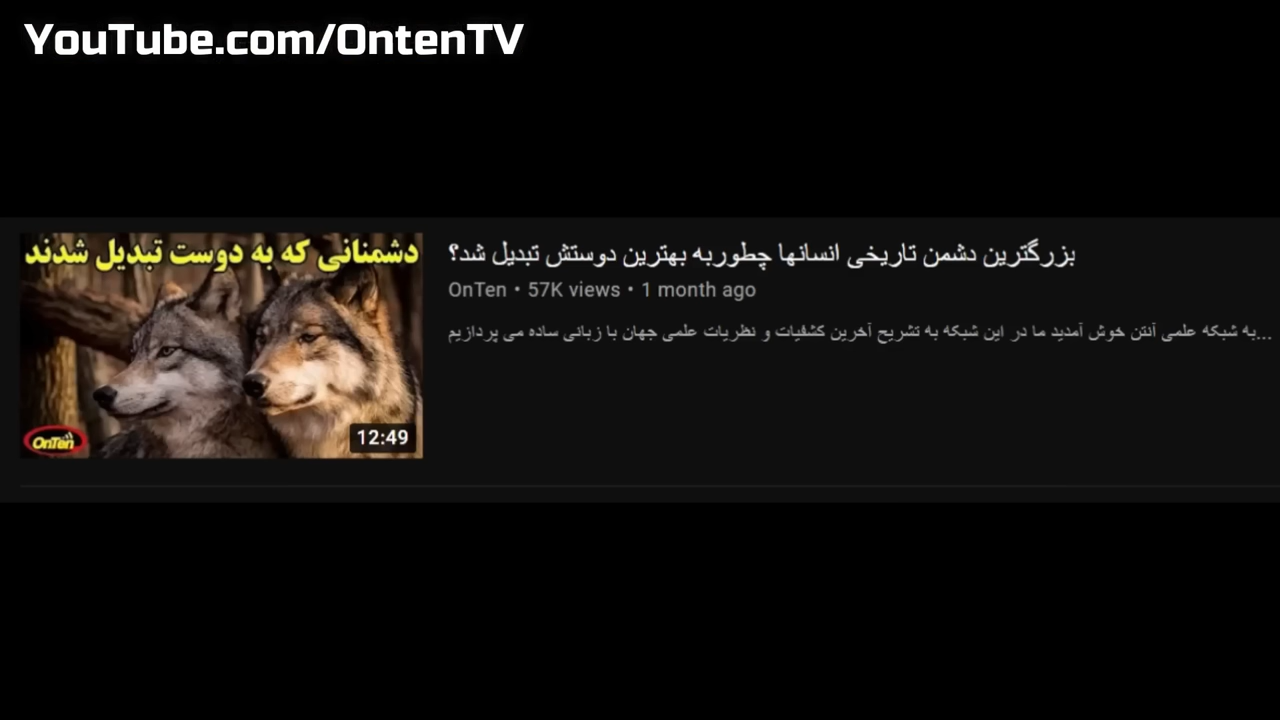 YouTube.com/OntenTV
دشمنانی که به دوست تبدیل شدند
OnTen
12:49
بزرگترین دشمن تاریخی انسانها چطوربه بهترین دوستش تبدیل شد؟
OnTen • 57K views • 1 month ago
به شبکه علمی آنتن خوش آمدید ما در این شبکه به تشریح آخرین کشفیات و نظریات علمی جهان با زبانی ساده می پردازیم...